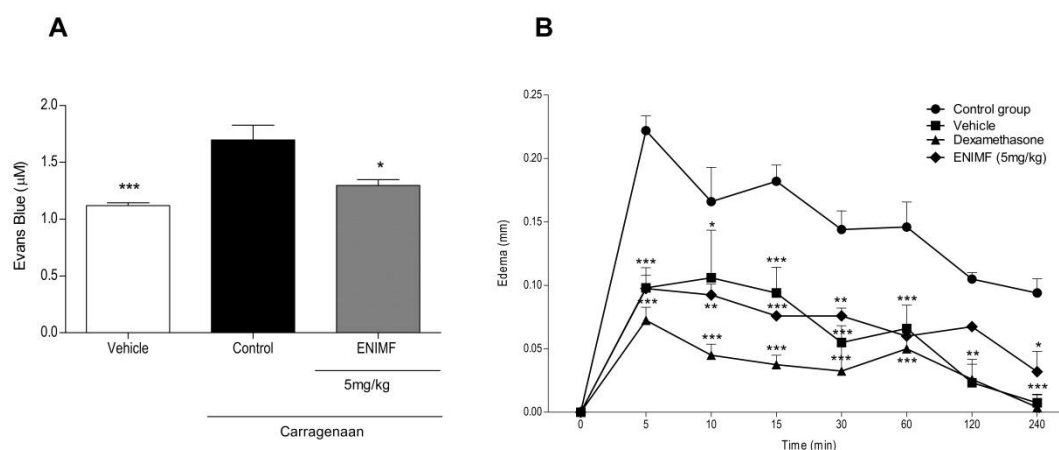 A
Evans Blue (μM)
2.0
1.5
1.0
0.5
0.0
***
*
Vehicle
Control
ENIMF
5mg/kg
Carragenaan
B
Edema (mm)
0.25
0.20
0.15
0.10
0.05
0.00
Control group
Vehicle
Dexamethasone
ENIMF (5mg/kg)
*
*** *** ** ***
*** ** *** ***
*** *** *** *** ** *
***
0 5 10 15 30 60 120 240
Time (min)